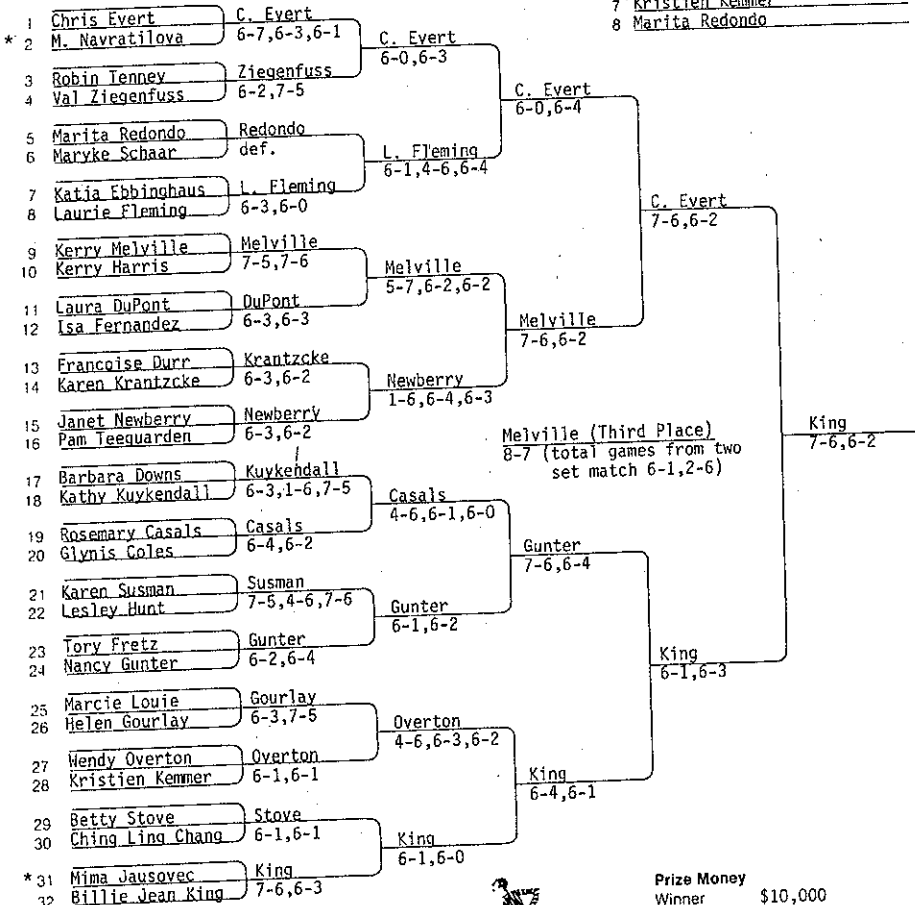 7 Kristien Kemmer
8 Marita Redondo
1 Chris Evert
* 2 M. Navratilova
3 Robin Tenney
4 Val Ziegenfuss
5 Marita Redondo
6 Maryke Schaar
7 Katja Ebbinghaus
8 Laurie Fleming
9 Kerry Melville
10 Kerry Harris
11 Laura DuPont
12 Isa Fernandez
13 Francoise Durr
14 Karen Krantzcke
15 Janet Newberry
16 Pam Teeguarden
17 Barbara Downs
18 Kathy Kuykendall
19 Rosemary Casals
20 Glynis Coles
21 Karen Susman
22 Lesley Hunt
23 Tory Fretz
24 Nancy Gunter
25 Marcie Louie
26 Helen Gourlay
27 Wendy Overton
28 Kristien Kemmer
29 Betty Stove
30 Ching Ling Chang
* 31 Mima Jausovec
32 Billie Jean King
C. Evert
6-7,6-3,6-1
Ziegenfuss
6-2,7-5
Redondo
def.
L. Fleming
6-3,6-0
Melville
7-5,7-6
DuPont
6-3,6-3
Krantzcke
6-3,6-2
Newberry
6-3,6-2
Kuykendall
6-3,1-6,7-5
Casals
6-4,6-2
Susman
7-5,4-6,7-6
Gunter
6-2,6-4
Gourlay
6-3,7-5
Overton
6-1,6-1
Stove
6-1,6-1
King
7-6,6-3
C. Evert
6-0,6-3
L. Fleming
6-1,4-6,6-4
Melville
5-7,6-2,6-2
Newberry
1-6,6-4,6-3
Casals
4-6,6-1,6-0
Gunter
6-1,6-2
Overton
4-6,6-3,6-2
King
6-1,6-0
C. Evert
6-0,6-4
Melville
7-6,6-2
Gunter
7-6,6-4
King
6-4,6-1
C. Evert
7-6,6-2
King
6-1,6-3
King
7-6,6-2
Melville (Third Place)
8-7 (total games from two
set match 6-1,2-6)
Prize Money
Winner $10,000